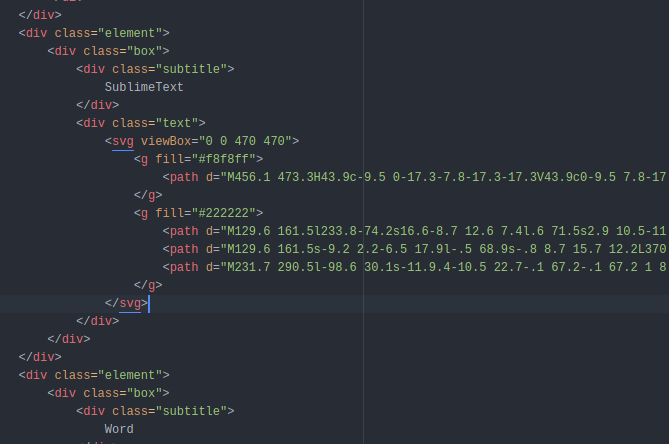 </div>
<div class="element">
<div class="box">
<div class="subtitle">
SublimeText
</div>
<div class="text">
<svg viewBox="0 0 470 470">
<g fill="#f8f8ff">
<path d="M456.1 473.3H43.9c-9.5 0-17.3-7.8-17.3-17.3V43.9c0-9.5 7.8-17
</g>
<g fill="#222222">
<path d="M129.6 161.5l233.8-74.2s16.6-8.7 12.6 7.4l.6 71.5s2.9 10.5-11
<path d="M129.6 161.5s-9.2 2.2-6.5 17.9l-.5 68.9s-.8 8.7 15.7 12.2L370
<path d="M231.7 290.5l-98.6 30.1s-11.9.4-10.5 22.7-.1 67.2-.1 67.2 1 8
</g>
</svg>
</div>
</div>
</div>
<div class="element">
<div class="box">
<div class="subtitle">
Word